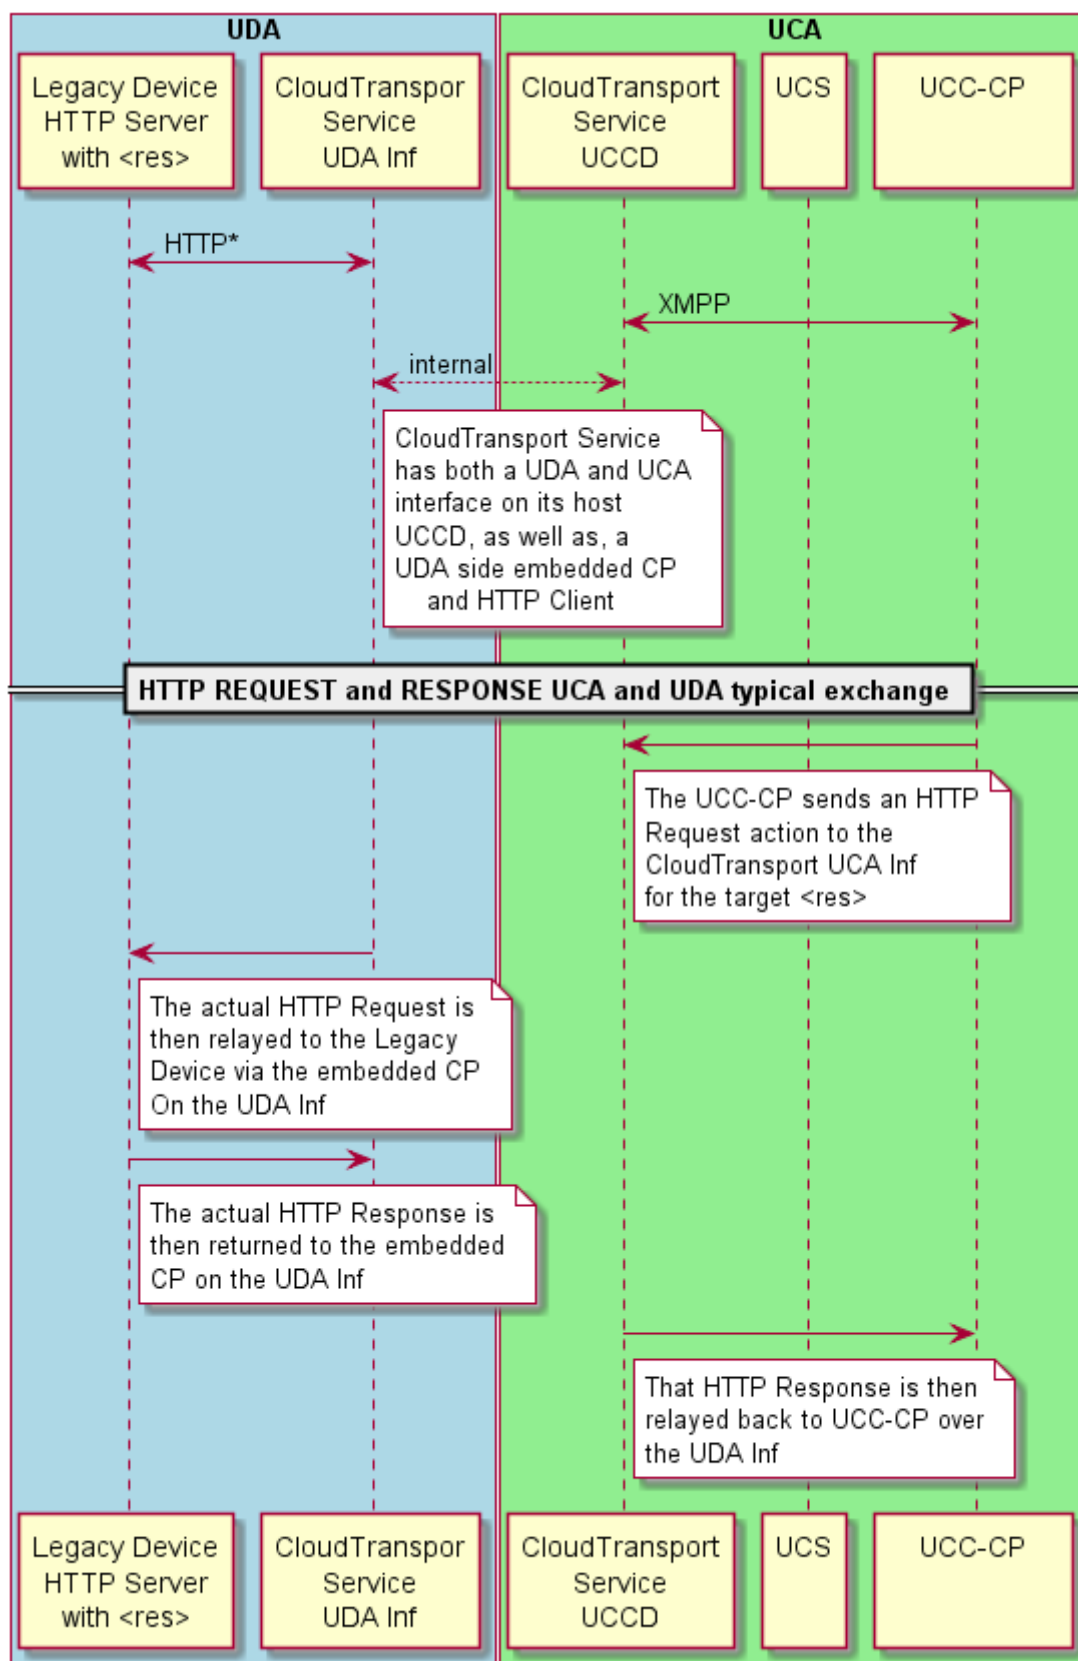 UDA
UCA
Legacy Device
HTTP Server
with <res>
CloudTranspor
Service
UDA Inf
CloudTransport
Service
UCCD
UCS
UCC-CP
HTTP*
XMPP
internal
CloudTransport Service
has both a UDA and UCA
interface on its host
UCCD, as well as, a
UDA side embedded CP
and HTTP Client
HTTP REQUEST and RESPONSE UCA and UDA typical exchange
The UCC-CP sends an HTTP
Request action to the
CloudTransport UCA Inf
for the target <res>
The actual HTTP Request is
then relayed to the Legacy
Device via the embedded CP
On the UDA Inf
The actual HTTP Response is
then returned to the embedded
CP on the UDA Inf
That HTTP Response is then
relayed back to UCC-CP over
the UDA Inf
Legacy Device
HTTP Server
with <res>
CloudTranspor
Service
UDA Inf
CloudTransport
Service
UCCD
UCS
UCC-CP